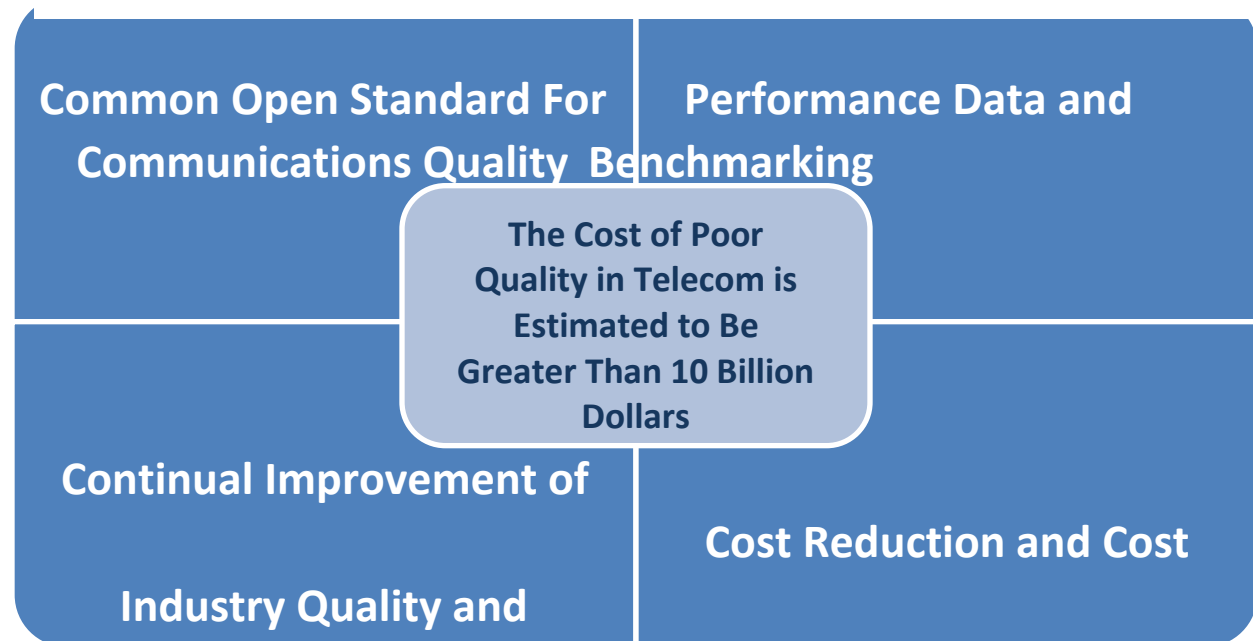 Common Open Standard For
Communications Quality
Performance Data and
Benchmarking
The Cost of Poor
Quality in Telecom is
Estimated to Be
Greater Than 10 Billion
Dollars
Continual Improvement of
Industry Quality and
Cost Reduction and Cost